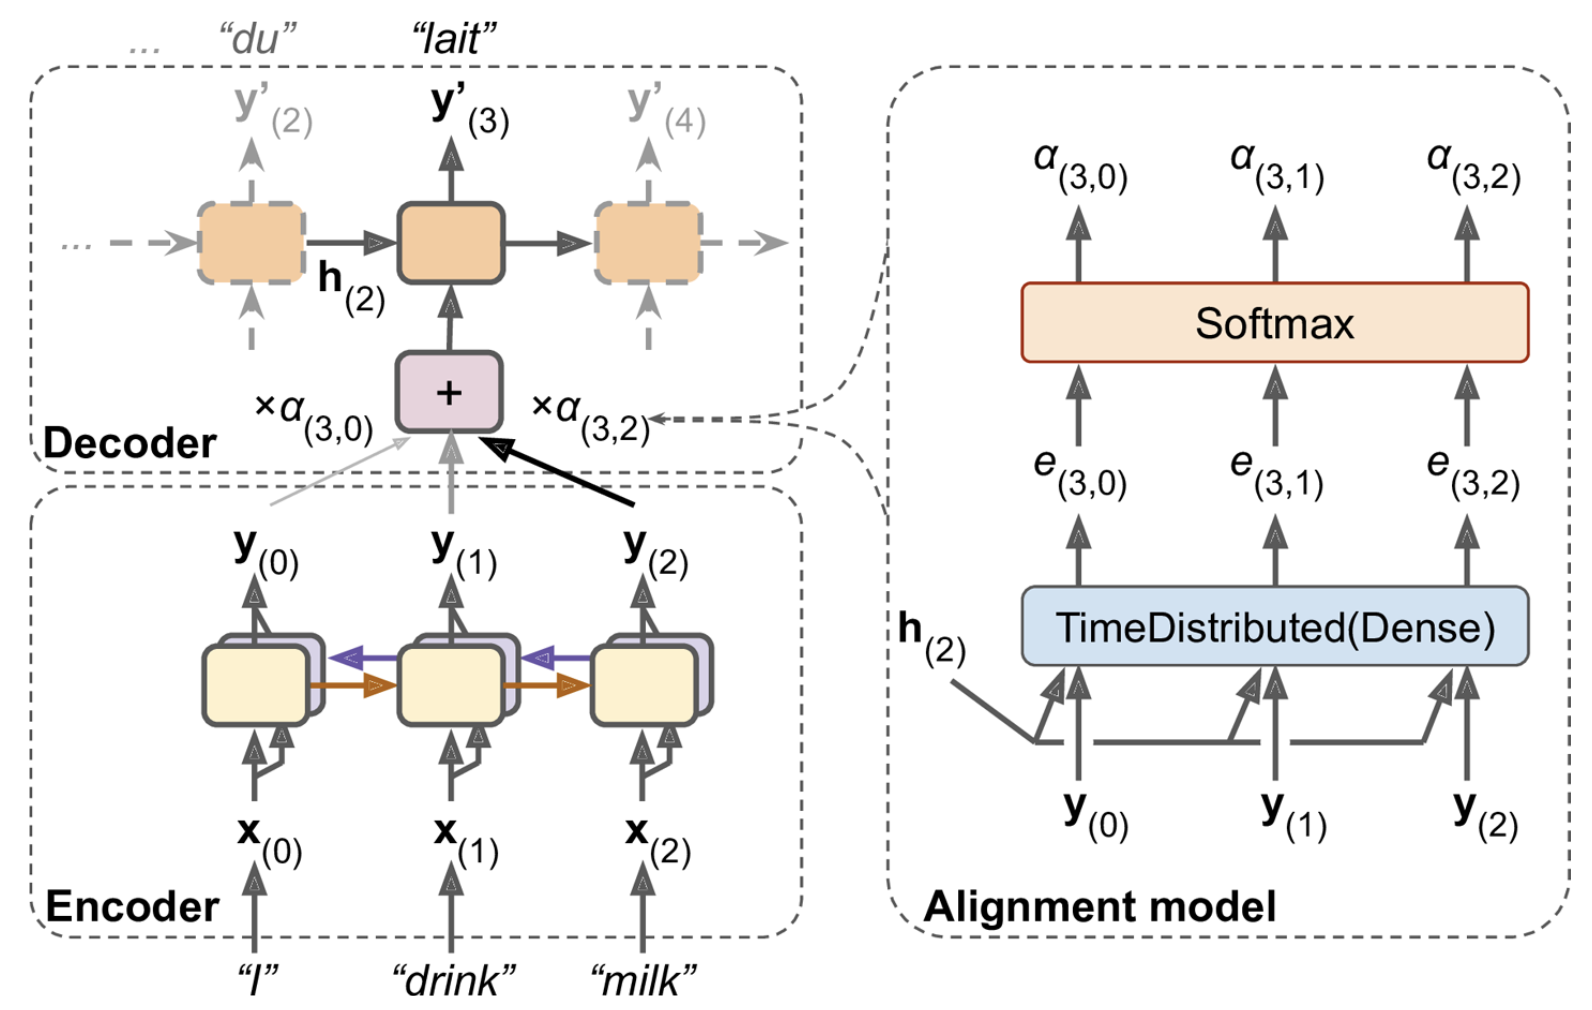 ... “du” “lait”
y’(2) y’(3) y’(4)
...
h(2)
+
×α(3,0) ×α(3,2)
Decoder
y(0) y(1) y(2)
x(0) x(1) x(2)
Encoder
“I” “drink” “milk”
α(3,0) α(3,1) α(3,2)
Softmax
e(3,0) e(3,1) e(3,2)
TimeDistributed(Dense)
h(2)
y(0) y(1) y(2)
Alignment model